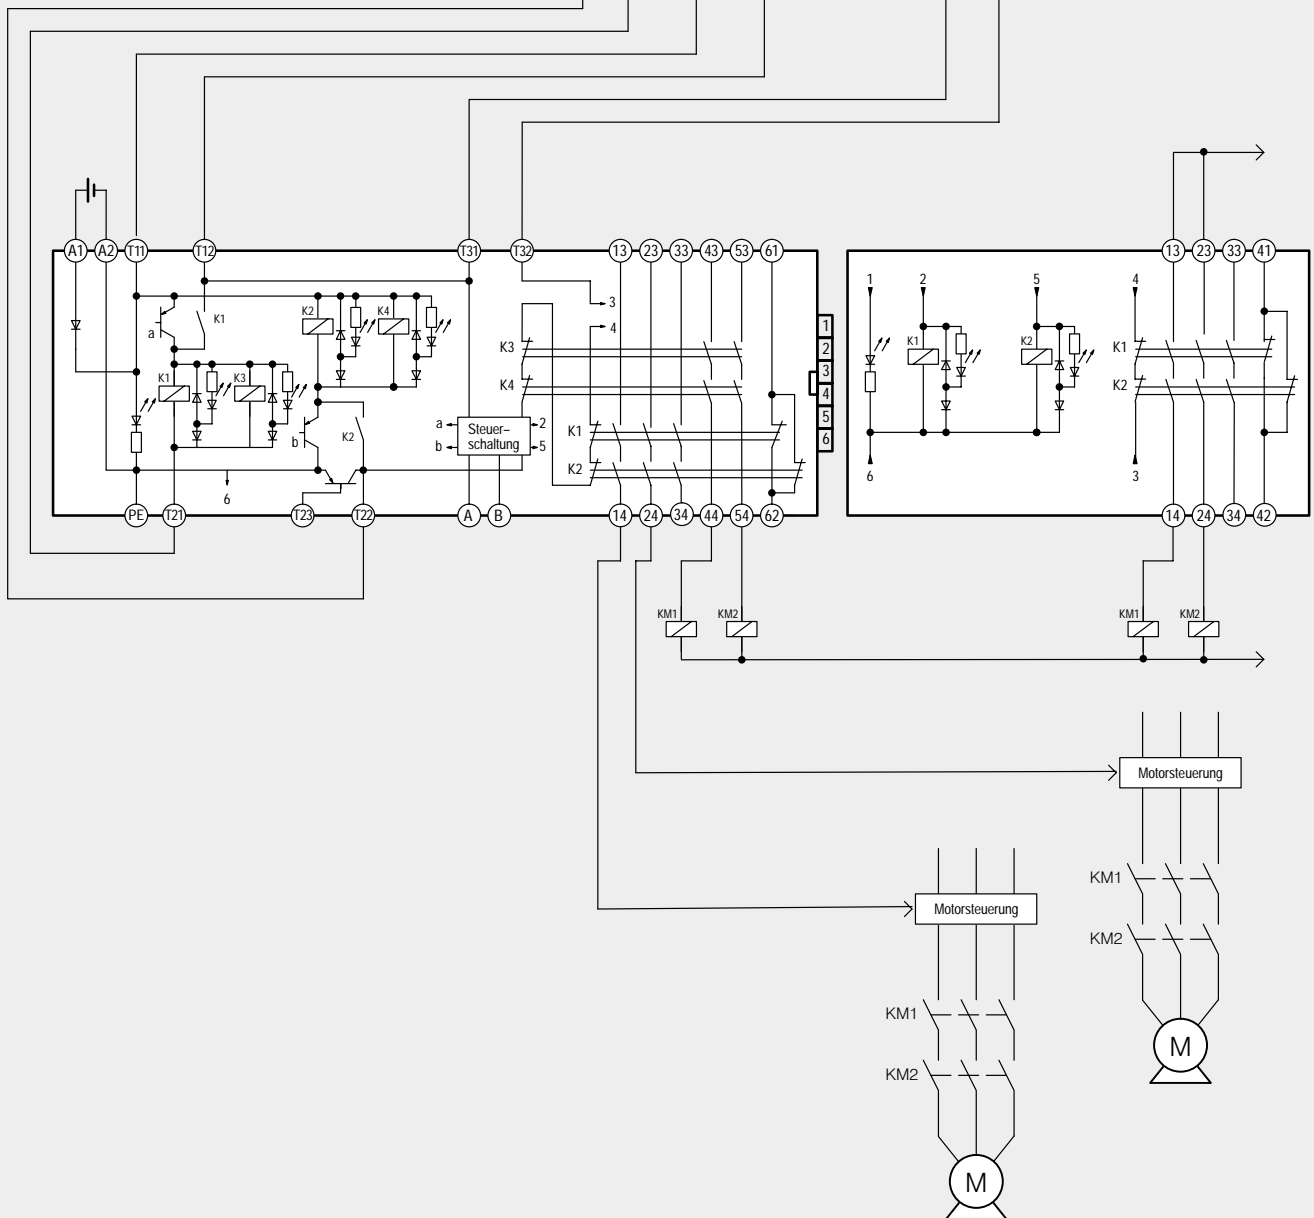 A1 A2 T11 T12 T31 T32 13 23 33 43 53 61
13 23 33 41
1 2 5 4
3
4
a K1 K2 K4
K3
K4
K1 K3
b K2
a Steuer– 2
b schaltung 5
K1
K2
6
1
2
3
4
5
6
K1 K2 K1
K2
6 3
PE T21 T23 T22 A B 14 24 34 44 54 62
14 24 34 42
KM1 KM2 KM1 KM2
Motorsteuerung
KM1
KM2
M
Motorsteuerung
KM1
KM2
M